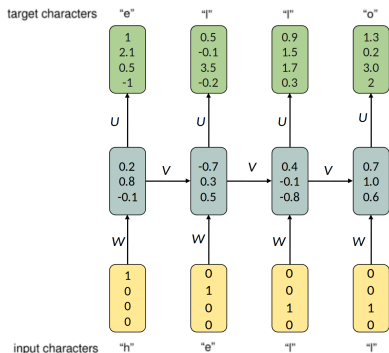 target characters "e" "l" "l" "o"
1 0.5 0.9 1.3
2.1 -0.1 1.5 0.2
0.5 3.5 1.7 3.0
-1 -0.2 0.3 2
U U U U
V V V
0.2 -0.7 0.4 0.7
0.8 0.3 -0.1 1.0
-0.1 0.5 -0.8 0.6
W W W W
1 0 0 0
0 1 0 0
0 0 1 1
0 0 0 0
input characters "h" "e" "l" "l"